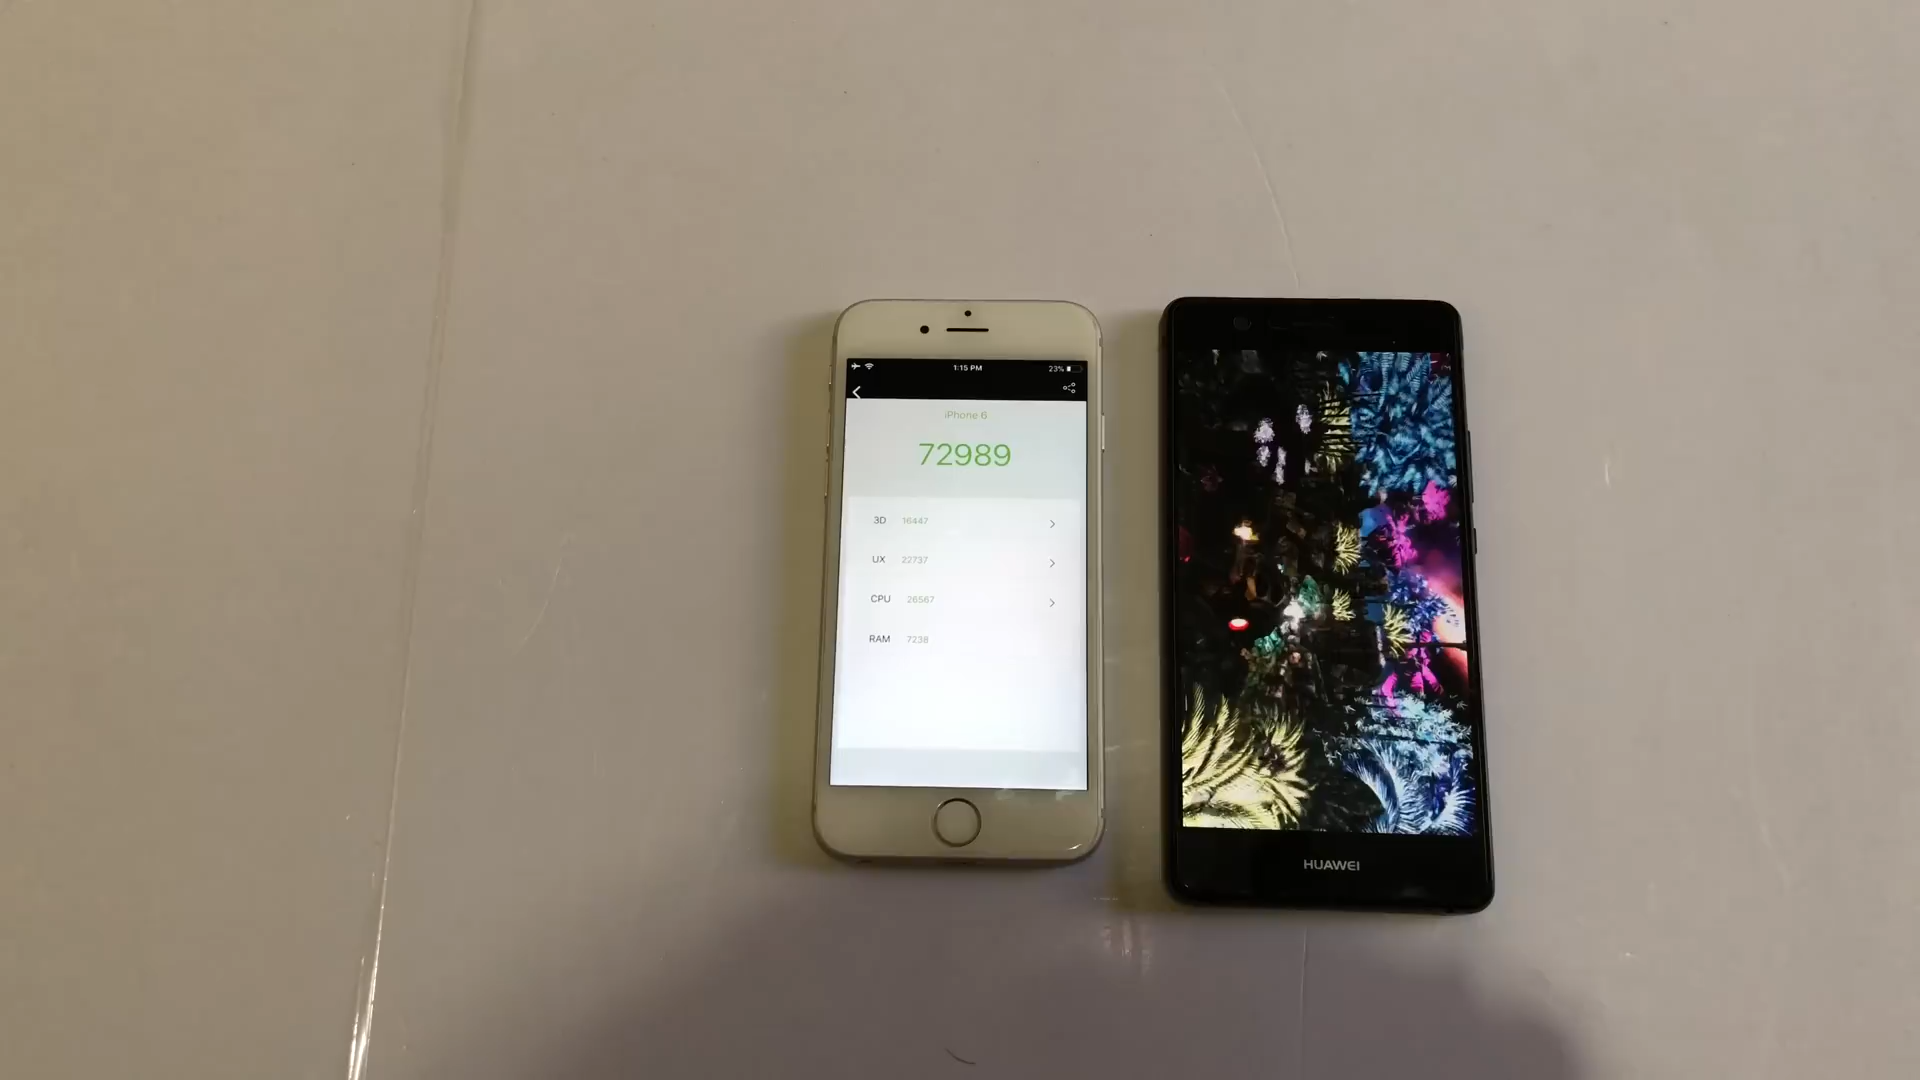 1:15 PM
23%
iPhone 6
72989
3D 16447
UX 22737
CPU 26567
RAM 7238
HUAWEI